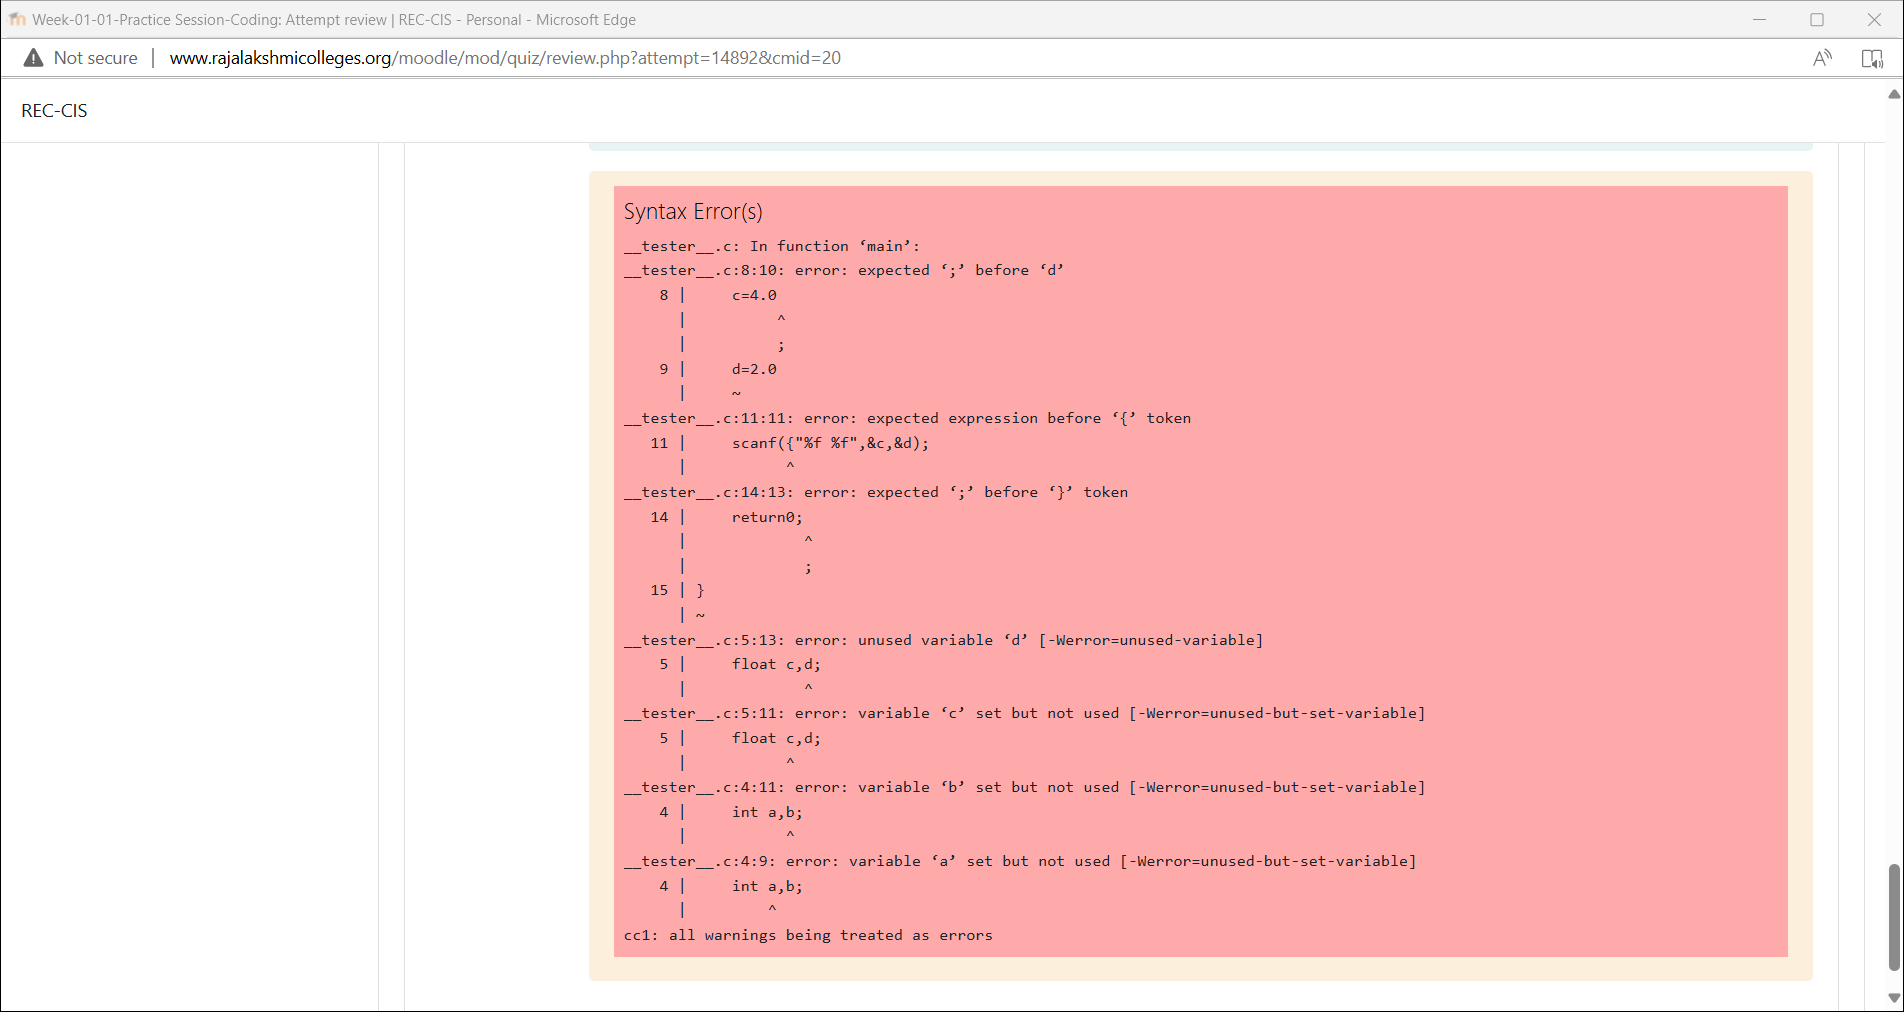 Week-01-01-Practice Session-Coding: Attempt review | REC-CIS - Personal - Microsoft Edge
Not secure | www.rajalakshmicolleges.org/moodle/mod/quiz/review.php?attempt=14892&cmid=20
REC-CIS
Syntax Error(s)
__tester__.c: In function ‘main’:
__tester__.c:8:10: error: expected ‘;’ before ‘d’
    8 |     c=4.0
      |          ^
      |          ;
    9 |     d=2.0
      |     ~
__tester__.c:11:11: error: expected expression before ‘{’ token
   11 |     scanf({"%f %f",&c,&d);
      |           ^
__tester__.c:14:13: error: expected ‘;’ before ‘}’ token
   14 |     return0;
      |             ^
      |             ;
   15 | }
      | ~
__tester__.c:5:13: error: unused variable ‘d’ [-Werror=unused-variable]
    5 |     float c,d;
      |             ^
__tester__.c:5:11: error: variable ‘c’ set but not used [-Werror=unused-but-set-variable]
    5 |     float c,d;
      |           ^
__tester__.c:4:11: error: variable ‘b’ set but not used [-Werror=unused-but-set-variable]
    4 |     int a,b;
      |           ^
__tester__.c:4:9: error: variable ‘a’ set but not used [-Werror=unused-but-set-variable]
    4 |     int a,b;
      |         ^
cc1: all warnings being treated as errors